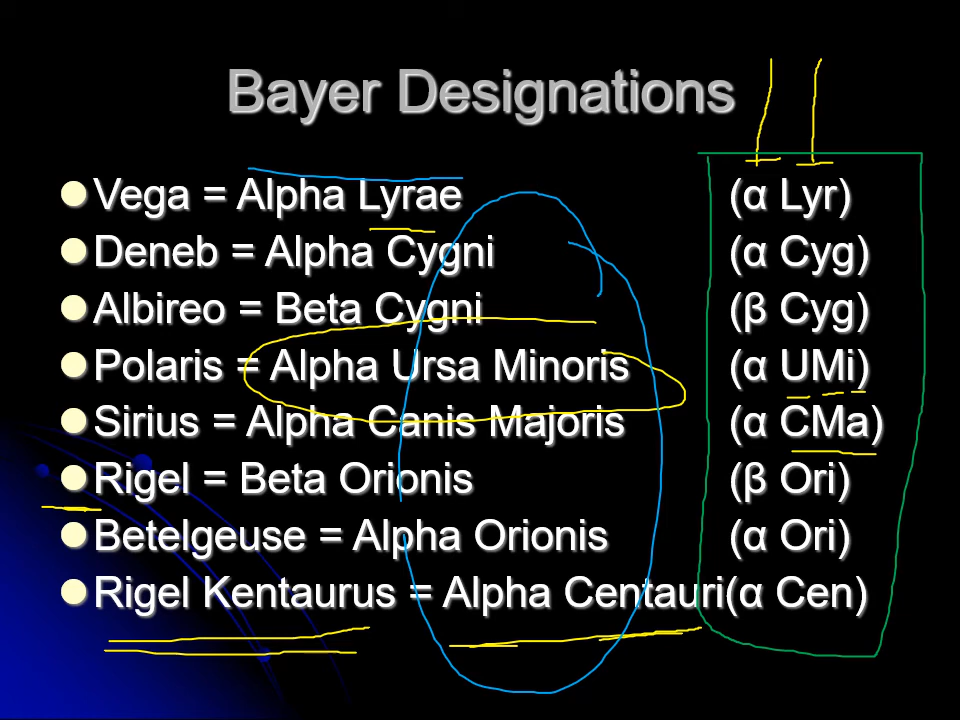 Bayer Designations
Vega = Alpha Lyrae (α Lyr)
Deneb = Alpha Cygni (α Cyg)
Albireo = Beta Cygni (β Cyg)
Polaris = Alpha Ursa Minoris (α UMi)
Sirius = Alpha Canis Majoris (α CMa)
Rigel = Beta Orionis (β Ori)
Betelgeuse = Alpha Orionis (α Ori)
Rigel Kentaurus = Alpha Centauri(α Cen)